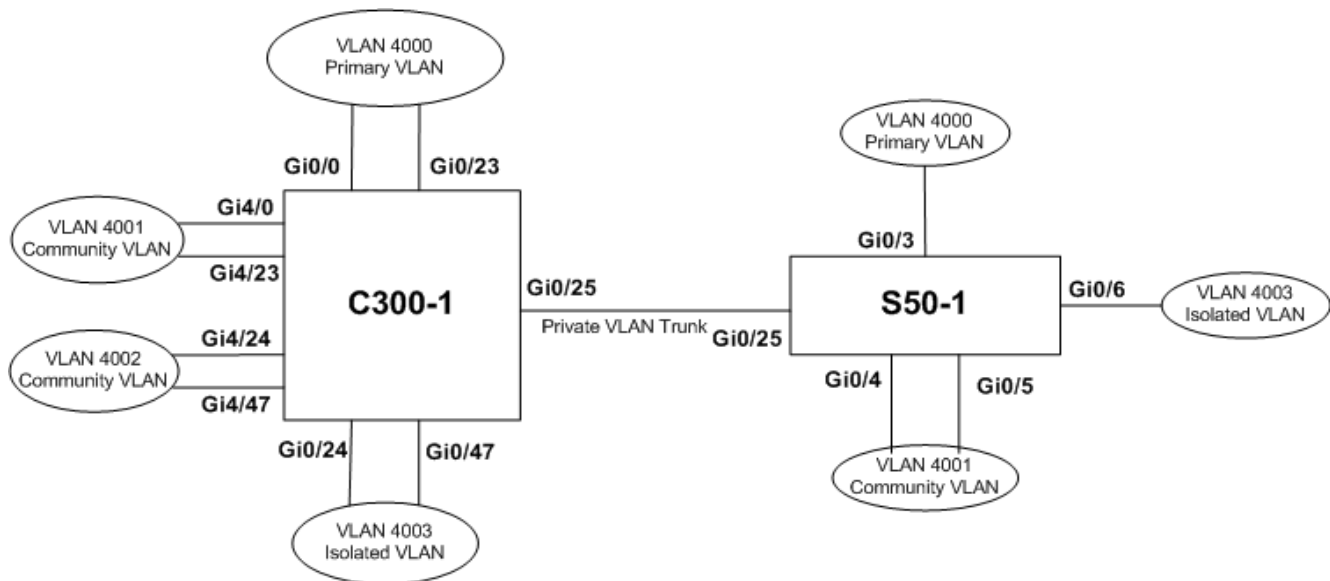 VLAN 4000
Primary VLAN
Gi0/0
Gi0/23
VLAN 4001
Community VLAN
Gi4/0
Gi4/23
VLAN 4002
Community VLAN
Gi4/24
Gi4/47
C300-1
Gi0/24
Gi0/47
VLAN 4003
Isolated VLAN
Gi0/25
Private VLAN Trunk
Gi0/25
VLAN 4000
Primary VLAN
Gi0/3
S50-1
Gi0/6
VLAN 4003
Isolated VLAN
Gi0/4
Gi0/5
VLAN 4001
Community VLAN